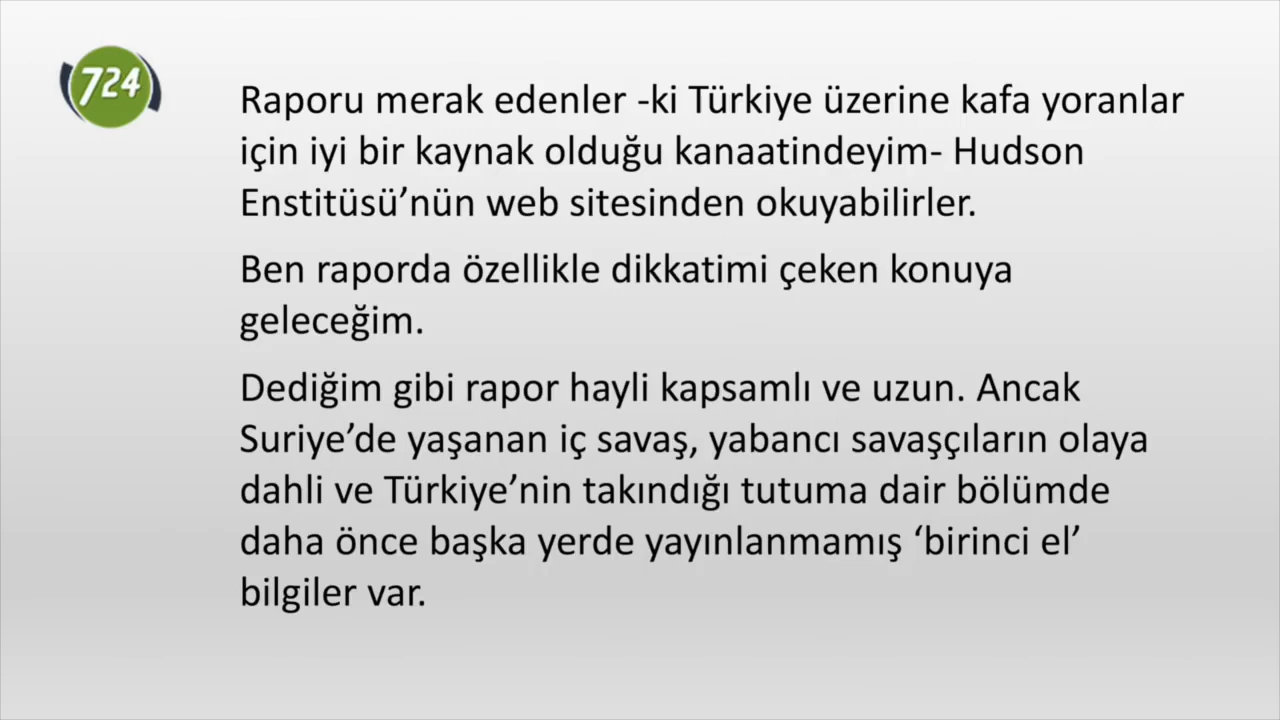 724
Raporu merak edenler -ki Türkiye üzerine kafa yoranlar
için iyi bir kaynak olduğu kanaatindeyim- Hudson
Enstitüsü’nün web sitesinden okuyabilirler.
Ben raporda özellikle dikkatimi çeken konuya
geleceğim.
Dediğim gibi rapor hayli kapsamlı ve uzun. Ancak
Suriye’de yaşanan iç savaş, yabancı savaşçıların olaya
dahli ve Türkiye’nin takındığı tutuma dair bölümde
daha önce başka yerde yayınlanmamış ‘birinci el’
bilgiler var.